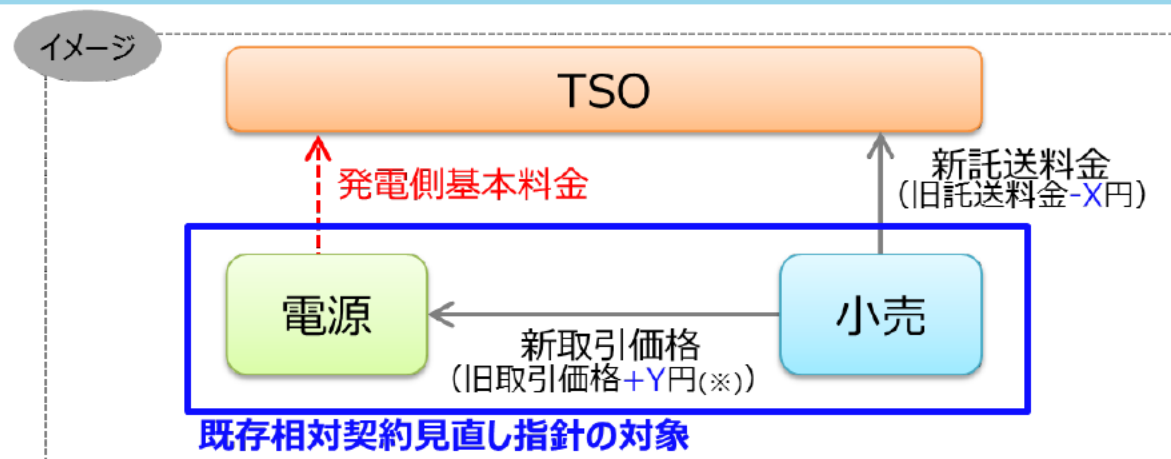 イメージ
TSO
発電側基本料金
新託送料金
（旧託送料金-X円）
電源
小売
新取引価格
（旧取引価格+Y円(※)）
既存相対契約見直し指針の対象